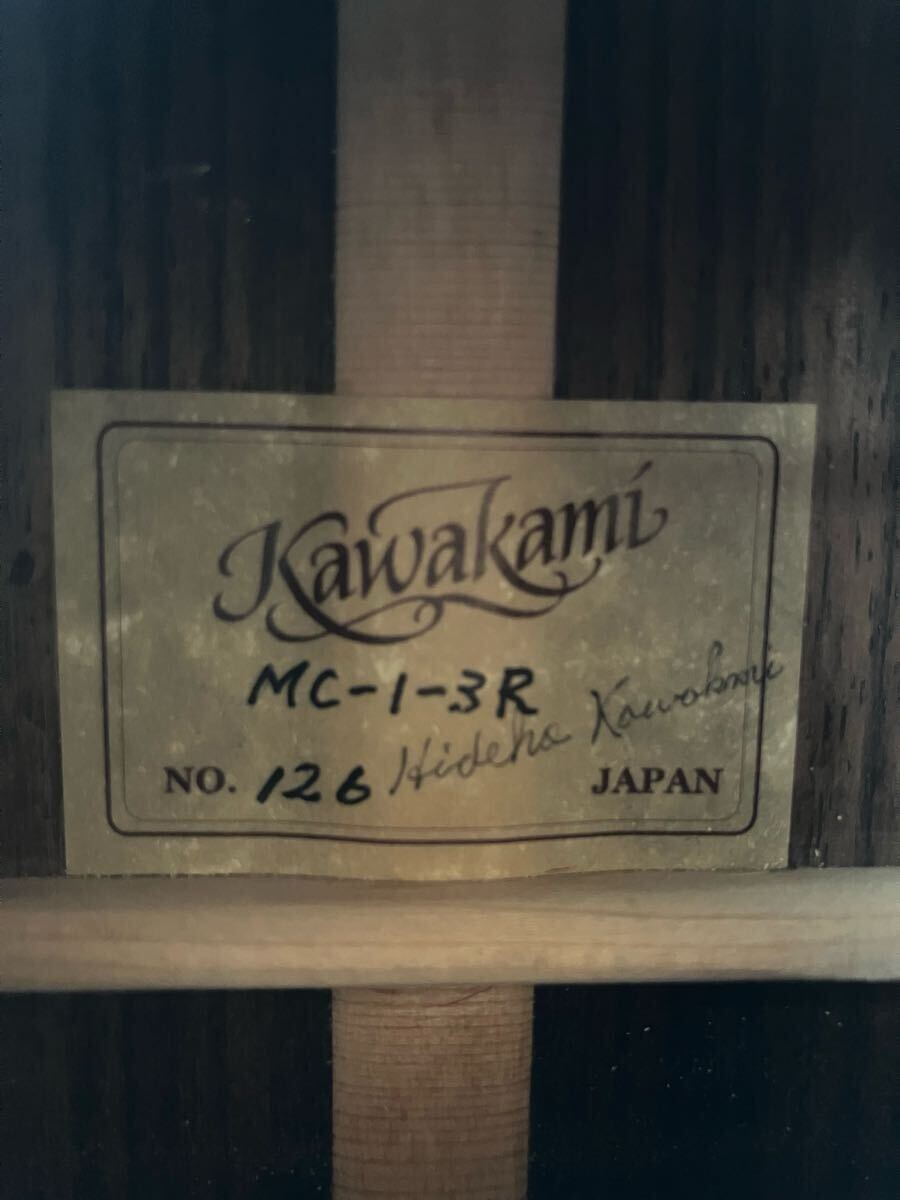 Kawakami
MC-1-3R
Hideho Kawakami
NO. 126
JAPAN